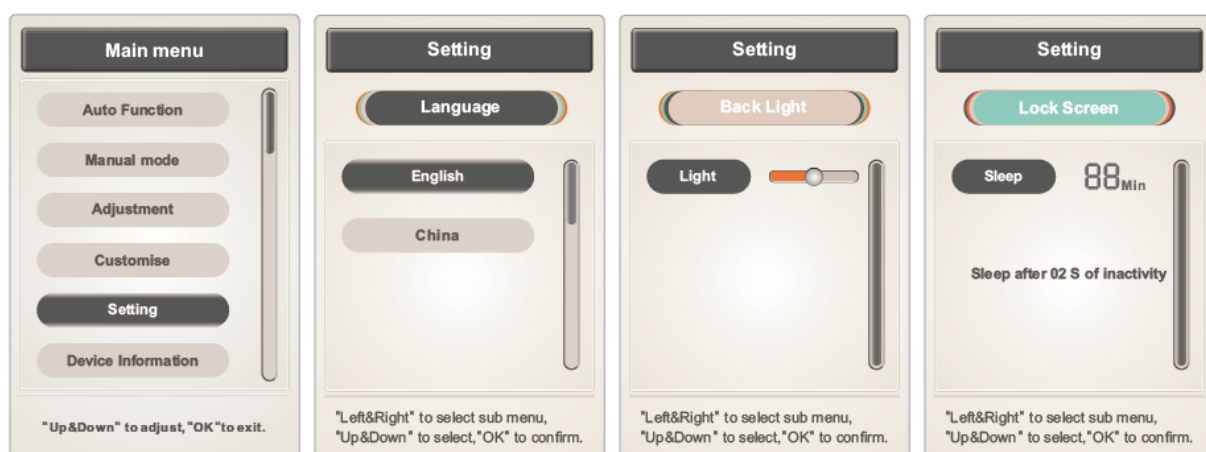 Main menu
Auto Function
Manual mode
Adjustment
Customise
Setting
Device Information
"Up&Down" to adjust,"OK"to exit.
Setting
Language
English
China
"Left&Right" to select sub menu,
"Up&Down" to select,"OK" to confirm.
Setting
Back Light
Light
"Left&Right" to select sub menu,
"Up&Down" to select,"OK" to confirm.
Setting
Lock Screen
Sleep 88 Min
Sleep after 02 S of inactivity
"Left&Right" to select sub menu,
"Up&Down" to select,"OK" to confirm.